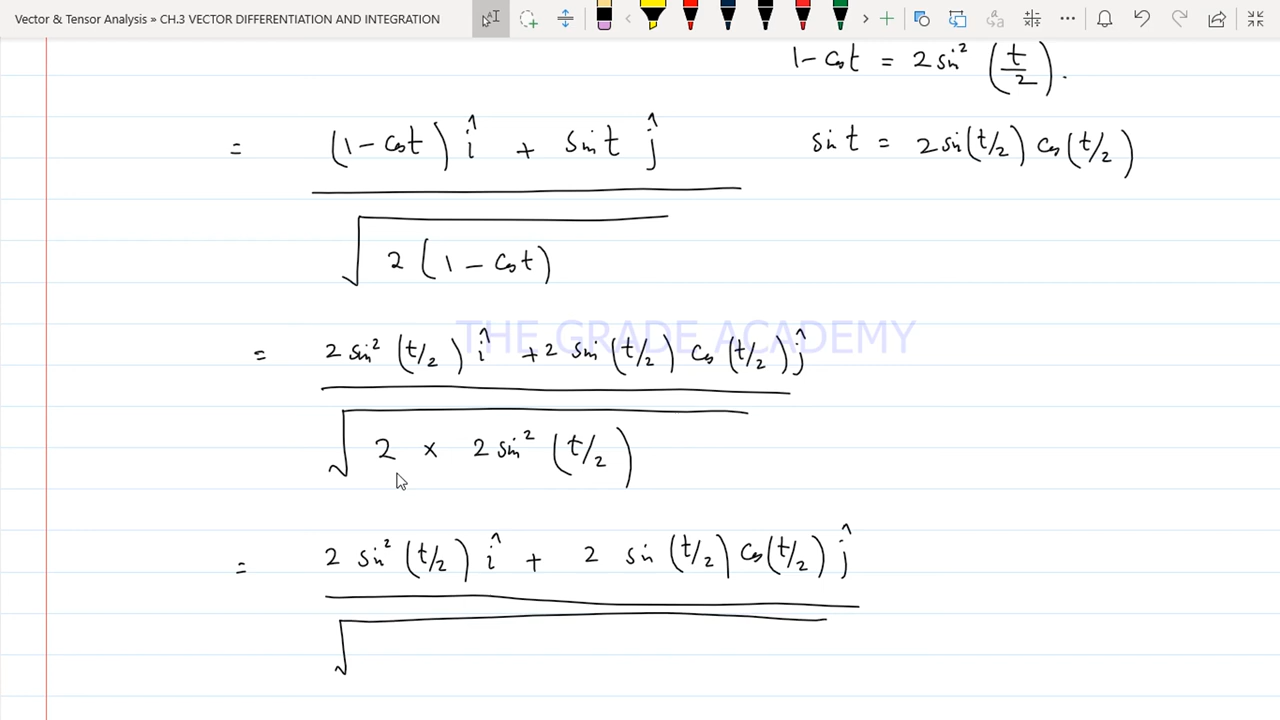 Vector & Tensor Analysis » CH.3 VECTOR DIFFERENTIATION AND INTEGRATION
1 - cos t = 2 sin² (t/2).
= (1 - cos t) î + sin t ĵ
sin t = 2 sin(t/2) cos(t/2)
√ 2 (1 - cos t)
THE GRADE ACADEMY
= 2 sin² (t/2) î + 2 sin (t/2) cos (t/2) ĵ
√ 2 × 2 sin² (t/2)
= 2 sin² (t/2) î + 2 sin (t/2) cos (t/2) ĵ
√